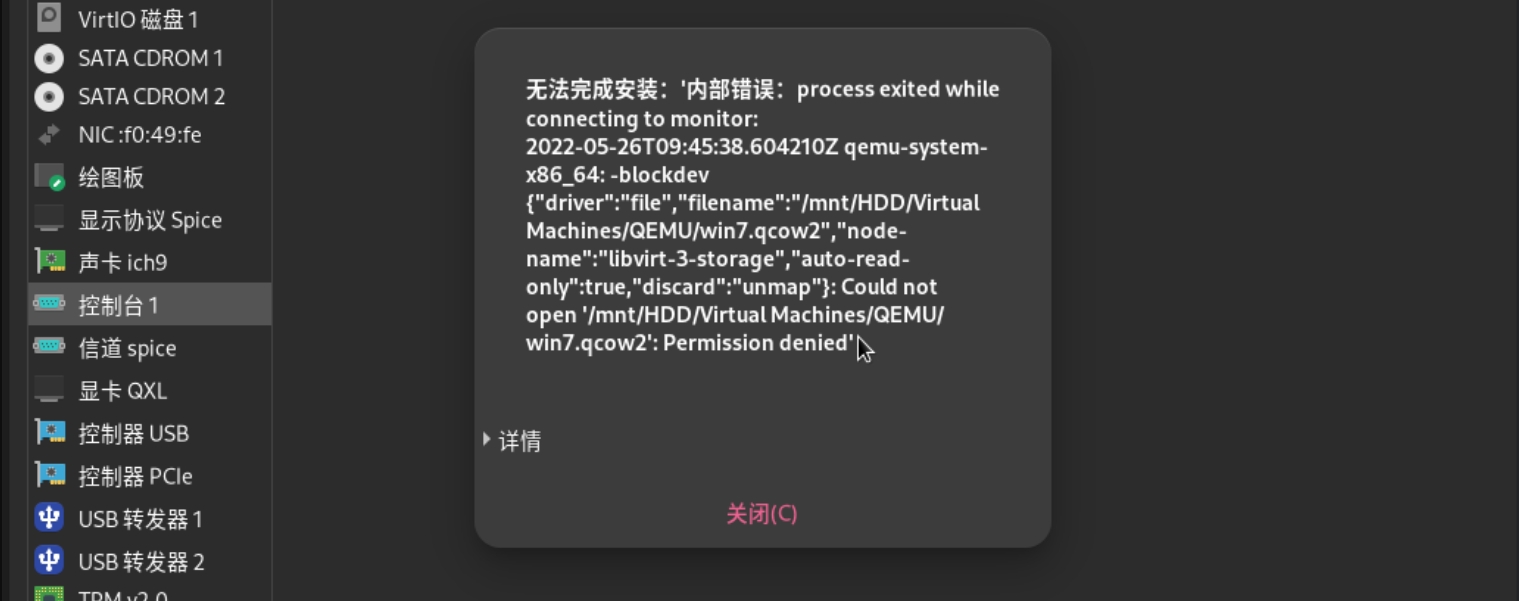 VirtIO 磁盘 1
SATA CDROM 1
SATA CDROM 2
NIC :f0:49:fe
绘图板
显示协议 Spice
声卡 ich9
控制台 1
信道 spice
显卡 QXL
控制器 USB
控制器 PCIe
USB 转发器 1
USB 转发器 2
TPM v2.0
无法完成安装：'内部错误：process exited while
connecting to monitor:
2022-05-26T09:45:38.604210Z qemu-system-
x86_64: -blockdev
{"driver":"file","filename":"/mnt/HDD/Virtual
Machines/QEMU/win7.qcow2","node-
name":"libvirt-3-storage","auto-read-
only":true,"discard":"unmap"}: Could not
open '/mnt/HDD/Virtual Machines/QEMU/
win7.qcow2': Permission denied'
详情
关闭(C)